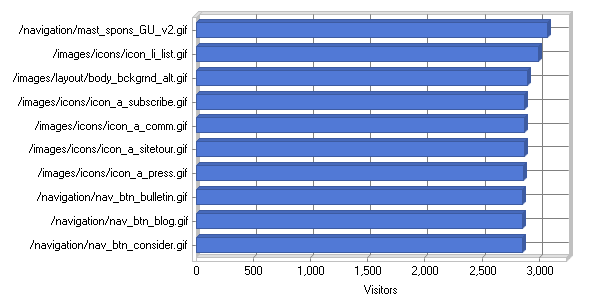 /navigation/mast_spons_GU_v2.gif
/images/icons/icon_li_list.gif
/images/layout/body_bckgrnd_alt.gif
/images/icons/icon_a_subscribe.gif
/images/icons/icon_a_comm.gif
/images/icons/icon_a_sitetour.gif
/images/icons/icon_a_press.gif
/navigation/nav_btn_bulletin.gif
/navigation/nav_btn_blog.gif
/navigation/nav_btn_consider.gif
0 500 1,000 1,500 2,000 2,500 3,000
Visitors